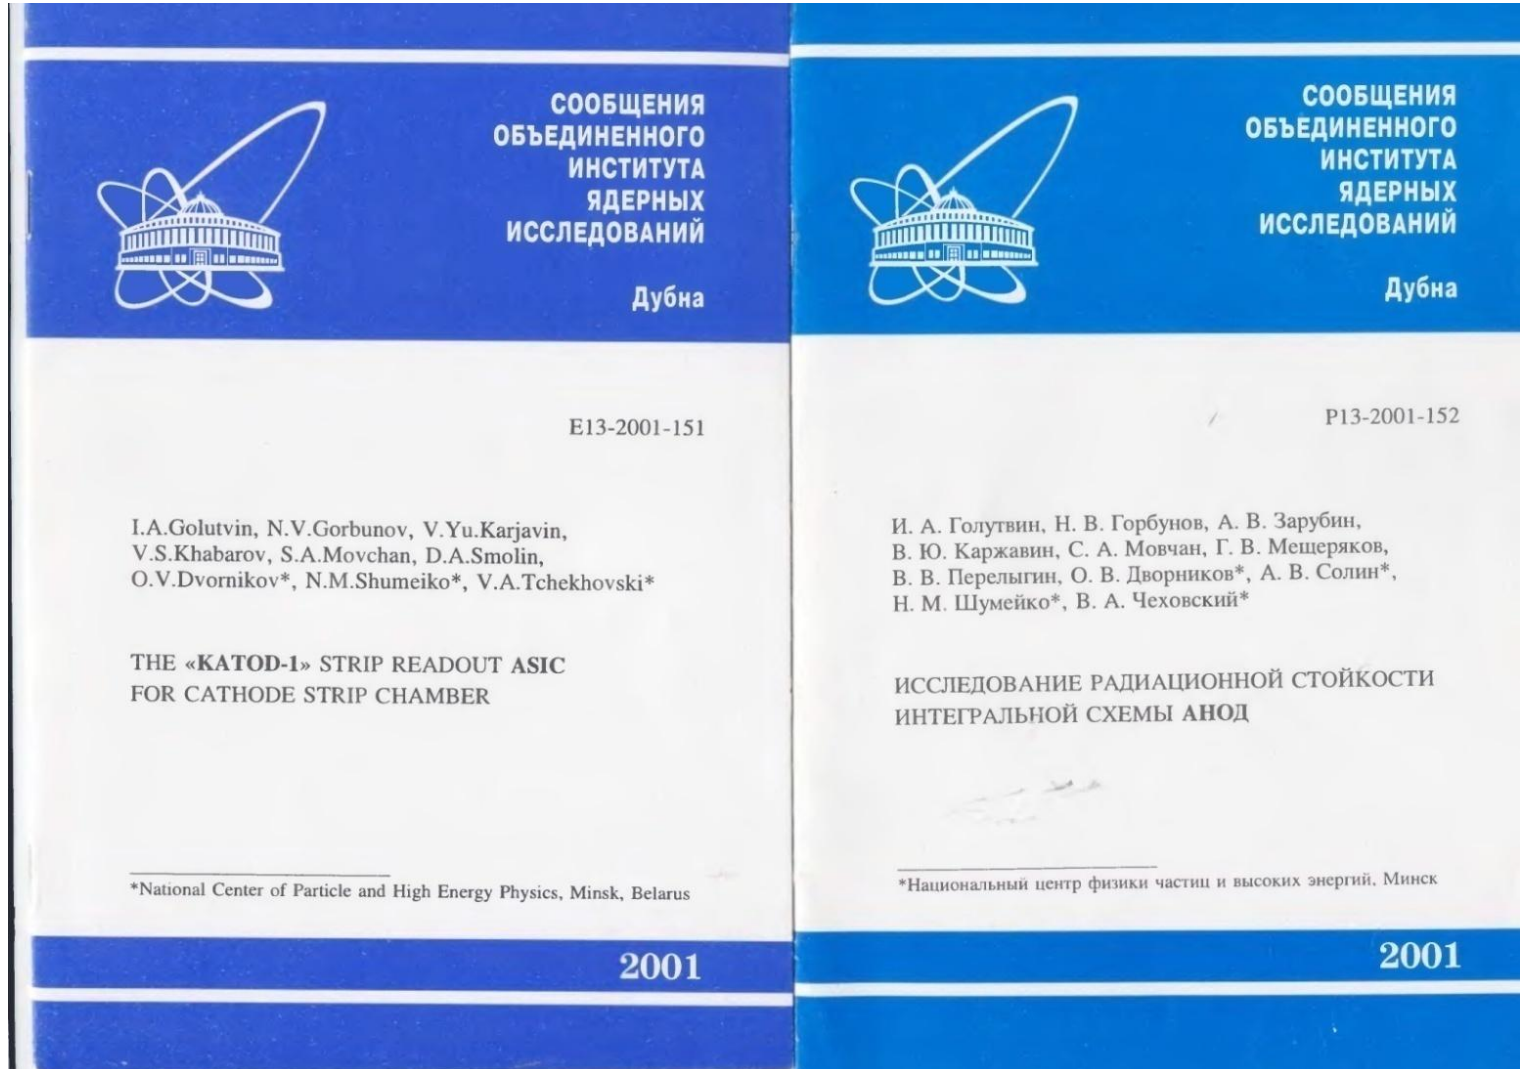 СООБЩЕНИЯ
ОБЪЕДИНЕННОГО
ИНСТИТУТА
ЯДЕРНЫХ
ИССЛЕДОВАНИЙ
Дубна
E13-2001-151
I.A.Golutvin, N.V.Gorbunov, V.Yu.Karjavin,
V.S.Khabarov, S.A.Movchan, D.A.Smolin,
O.V.Dvornikov*, N.M.Shumeiko*, V.A.Tchekhovski*
THE «KATOD-1» STRIP READOUT ASIC
FOR CATHODE STRIP CHAMBER
*National Center of Particle and High Energy Physics, Minsk, Belarus
2001
СООБЩЕНИЯ
ОБЪЕДИНЕННОГО
ИНСТИТУТА
ЯДЕРНЫХ
ИССЛЕДОВАНИЙ
Дубна
P13-2001-152
И. А. Голутвин, Н. В. Горбунов, А. В. Зарубин,
В. Ю. Каржавин, С. А. Мовчан, Г. В. Мещеряков,
В. В. Перелыгин, О. В. Дворников*, А. В. Солин*,
Н. М. Шумейко*, В. А. Чеховский*
ИССЛЕДОВАНИЕ РАДИАЦИОННОЙ СТОЙКОСТИ
ИНТЕГРАЛЬНОЙ СХЕМЫ АНОД
*Национальный центр физики частиц и высоких энергий, Минск
2001